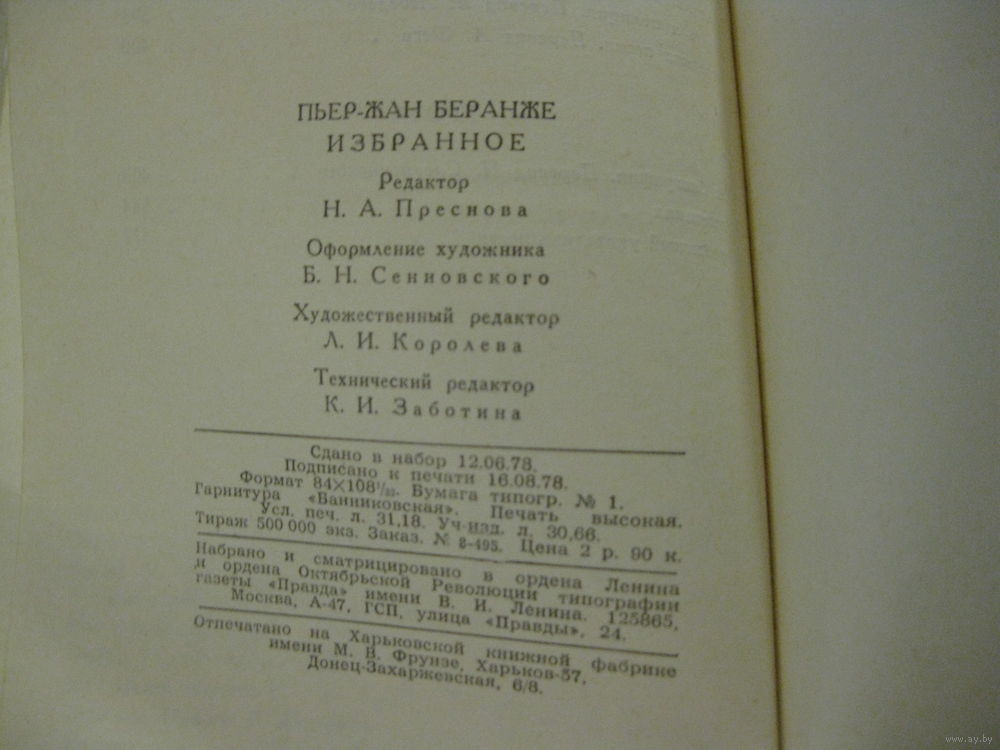 ПЬЕР-ЖАН БЕРАНЖЕ
ИЗБРАННОЕ
Редактор
Н. А. Преснова
Оформление художника
Б. Н. Сенновского
Художественный редактор
Л. И. Королева
Технический редактор
К. И. Заботина
Сдано в набор 12.06.78.
Подписано к печати 16.08.78.
Формат 84×108¹/₃₂. Бумага типогр. № 1.
Гарнитура «Банниковская». Печать высокая.
Усл. печ. л. 31,18. Уч-изд. л. 30,66.
Тираж 500 000 экз. Заказ. № 8-495. Цена 2 р. 90 к.
Набрано и сматрицировано в ордена Ленина
и ордена Октябрьской Революции типографии
газеты «Правда» имени В. И. Ленина. 125865,
Москва, А-47, ГСП, улица «Правды», 24.
Отпечатано на Харьковской книжной фабрике
имени М. В. Фрунзе, Харьков-57,
Донец-Захаржевская, 6/8.
www.ay.by